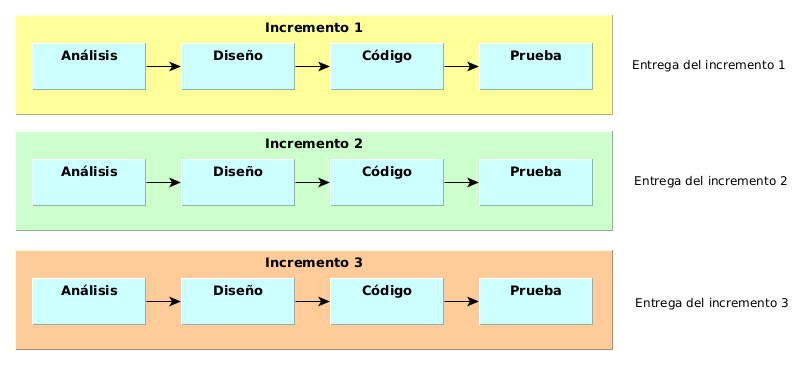 Incremento 1
Análisis
Diseño
Código
Prueba
Entrega del incremento 1
Incremento 2
Análisis
Diseño
Código
Prueba
Entrega del incremento 2
Incremento 3
Análisis
Diseño
Código
Prueba
Entrega del incremento 3